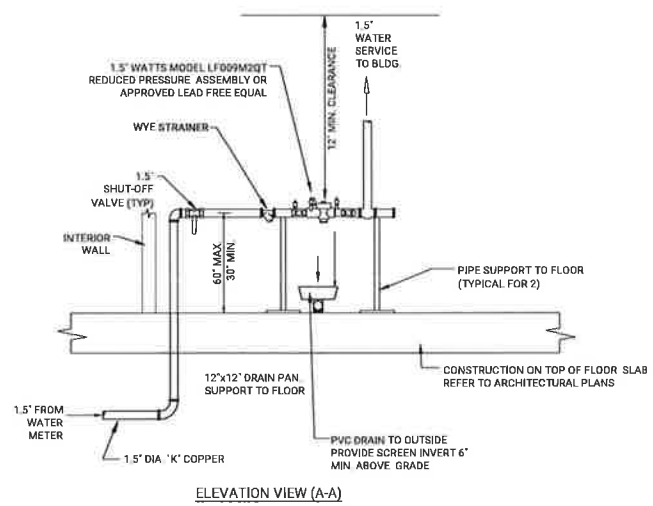 1.5" WATTS MODEL LF009M2QT
REDUCED PRESSURE ASSEMBLY OR
APPROVED LEAD FREE EQUAL
12" MIN. CLEARANCE
1.5"
WATER
SERVICE
TO BLDG.
WYE STRAINER
1.5"
SHUT-OFF
VALVE (TYP)
INTERIOR
WALL
60" MAX.
30" MIN.
PIPE SUPPORT TO FLOOR
(TYPICAL FOR 2)
12"x12" DRAIN PAN
SUPPORT TO FLOOR
CONSTRUCTION ON TOP OF FLOOR SLAB
REFER TO ARCHITECTURAL PLANS
1.5" FROM
WATER
METER
1.5" DIA. "K" COPPER
PVC DRAIN TO OUTSIDE
PROVIDE SCREEN INVERT 6"
MIN. ABOVE GRADE
ELEVATION VIEW (A-A)